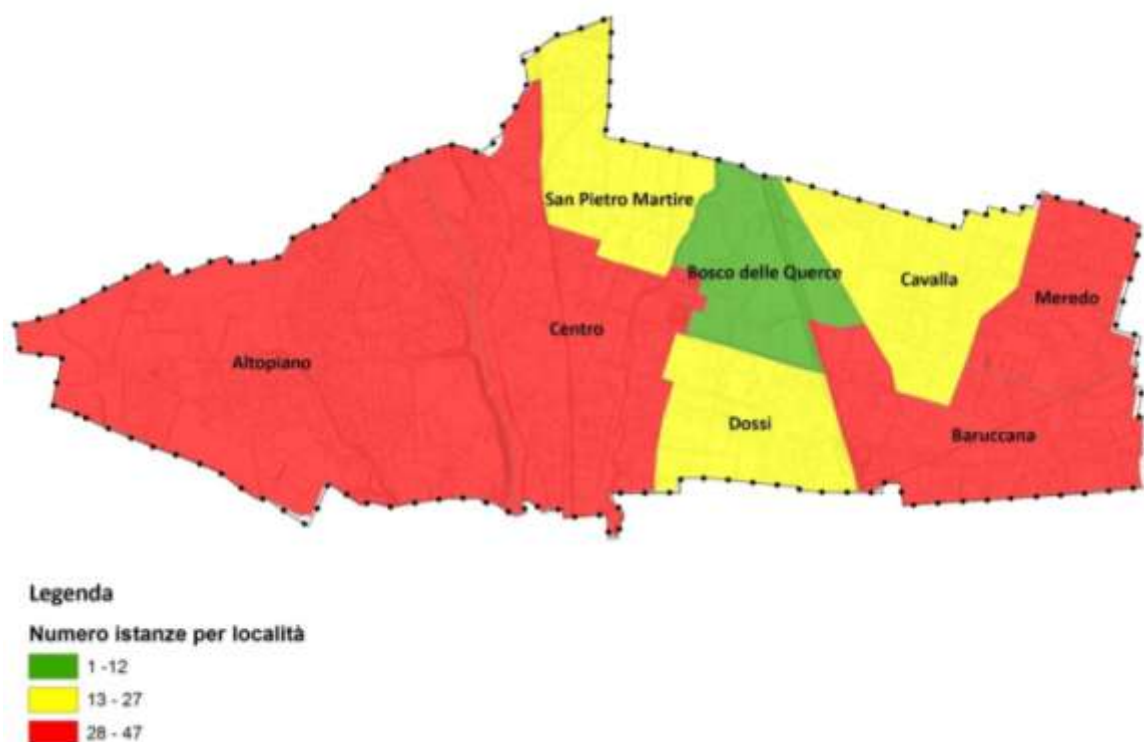 San Pietro Martire
Bosco delle Querce
Cavalla
Meredo
Centro
Altopiano
Dossi
Baruccana
Legenda
Numero istanze per località
1 -12
13 - 27
28 - 47